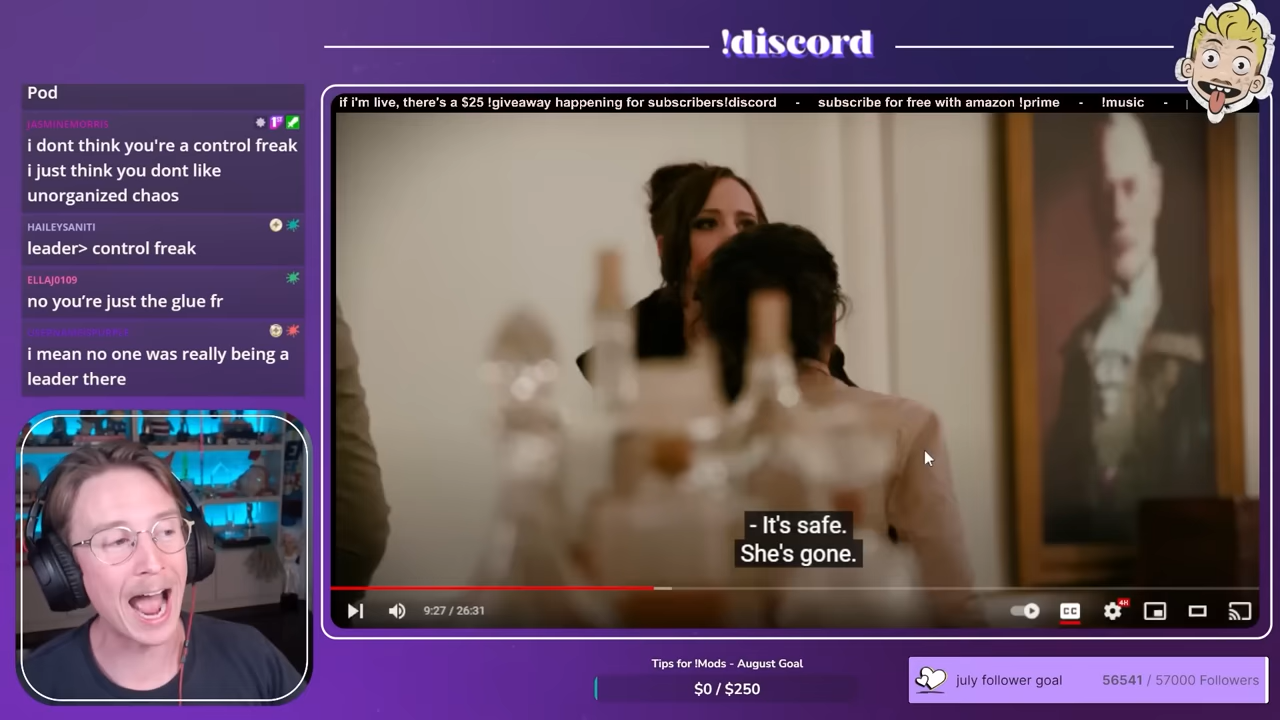 !discord
if i'm live, there's a $25 !giveaway happening for subscribers!discord - subscribe for free with amazon !prime - !music -
Pod
JASMINEMORRIS
i dont think you're a control freak
i just think you dont like
unorganized chaos
HAILEYSANITI
leader> control freak
ELLAJ0109
no you're just the glue fr
i mean no one was really being a
leader there
- It's safe.
She's gone.
9:27 / 26:31
CC
4K
Tips for !Mods - August Goal
$0 / $250
july follower goal
56541 / 57000 Followers